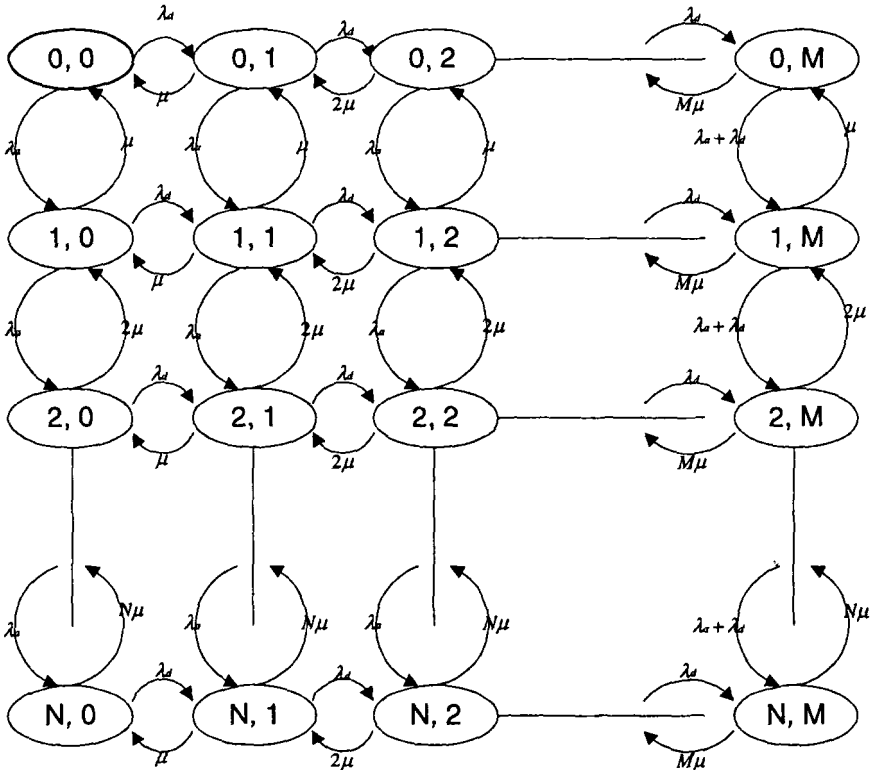 λd λd λd
0, 0 0, 1 0, 2 0, M
μ 2μ Mμ
λa μ λa μ λa μ λa + λd μ
λd λd λd
1, 0 1, 1 1, 2 1, M
μ 2μ Mμ
λa 2μ λa 2μ λa 2μ λa + λd 2μ
λd λd λd
2, 0 2, 1 2, 2 2, M
μ 2μ Mμ
λa Nμ λa Nμ λa Nμ λa + λd Nμ
λd λd λd
N, 0 N, 1 N, 2 N, M
μ 2μ Mμ